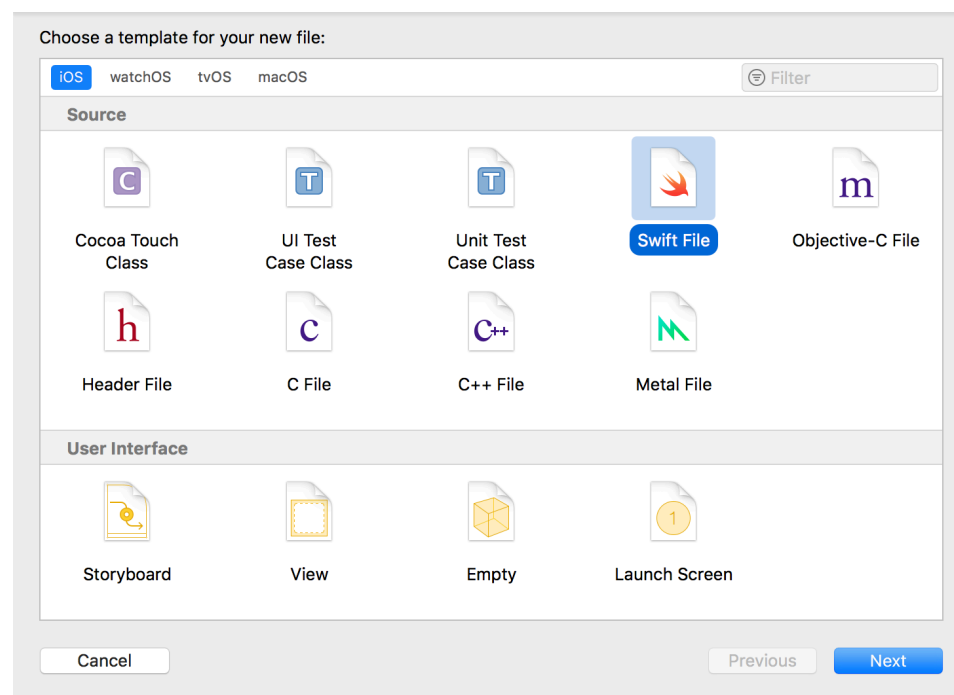 Choose a template for your new file:
iOS watchOS tvOS macOS Filter
Source
C T T m
Cocoa Touch Class
UI Test Case Class
Unit Test Case Class
Swift File
Objective-C File
h c C++
Header File C File C++ File Metal File
User Interface
1
Storyboard View Empty Launch Screen
Cancel Previous Next